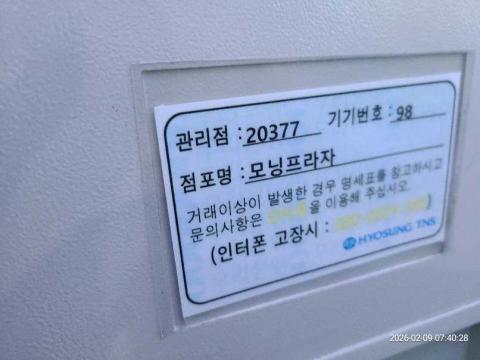 관리점 : 20377 기기번호 : 98
점포명 : 모닝프라자
거래이상이 발생한 경우 명세표를 참고하시고
문의사항은 인터폰을 이용해 주십시오.
(인터폰 고장시 : )
HYOSUNG TNS
2026-02-09 07:40:28